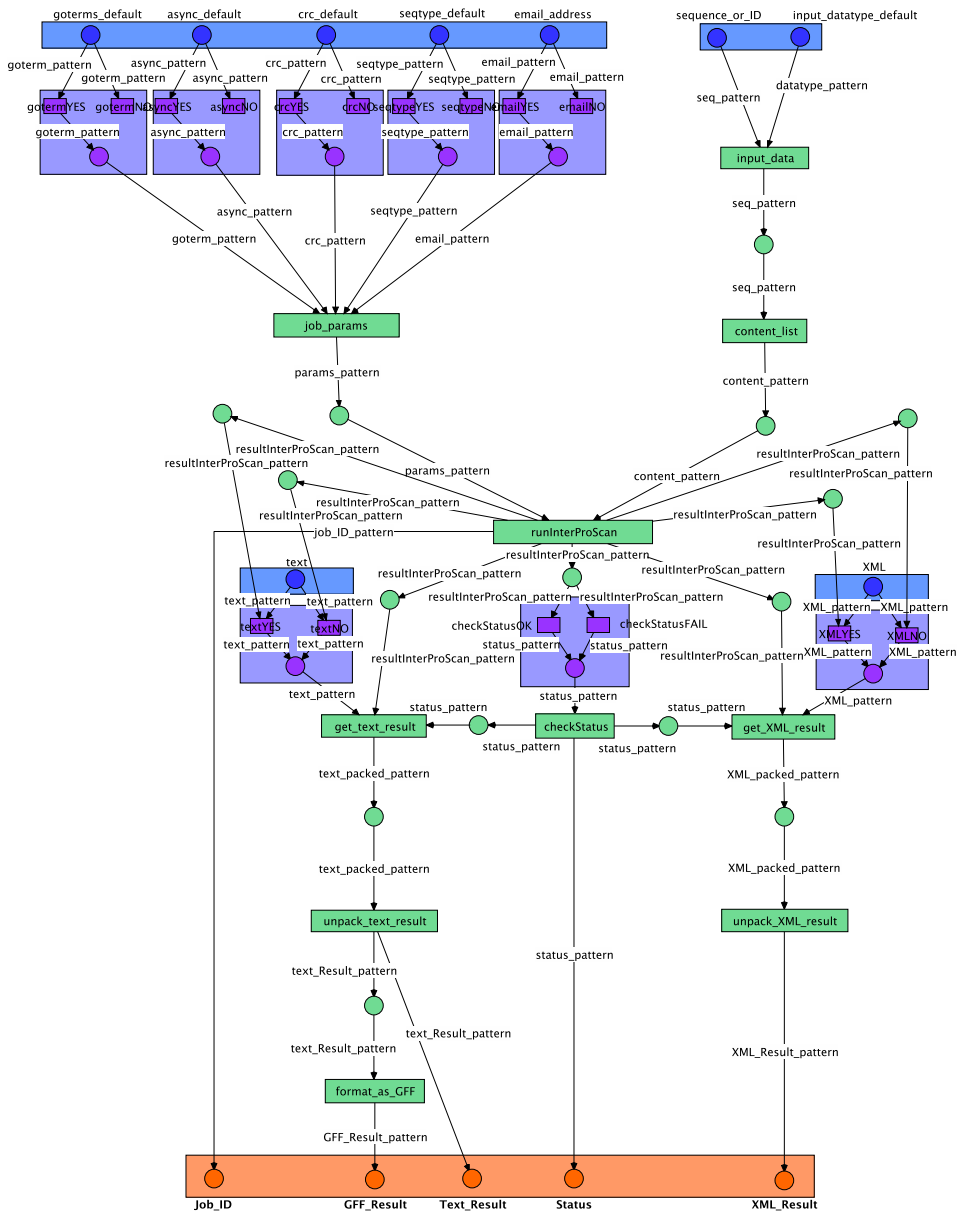 goterms_default
async_default
crc_default
seqtype_default
email_address
sequence_or_ID
input_datatype_default
goterm_pattern
goterm_pattern
async_pattern
async_pattern
crc_pattern
crc_pattern
seqtype_pattern
seqtype_pattern
email_pattern
email_pattern
seq_pattern
datatype_pattern
gotermYES
gotermNO
asyncYES
asyncNO
crcYES
crcNO
seqtypeYES
seqtypeNO
emailYES
emailNO
goterm_pattern
async_pattern
crc_pattern
seqtype_pattern
email_pattern
input_data
seq_pattern
async_pattern
seqtype_pattern
goterm_pattern
crc_pattern
email_pattern
seq_pattern
job_params
content_list
params_pattern
content_pattern
resultInterProScan_pattern
resultInterProScan_pattern
resultInterProScan_pattern
params_pattern
content_pattern
resultInterProScan_pattern
resultInterProScan_pattern
resultInterProScan_pattern
resultInterProScan_pattern
job_ID_pattern
runInterProScan
resultInterProScan_pattern
resultInterProScan_pattern
text
resultInterProScan_pattern
resultInterProScan_pattern
XML
text_pattern
text_pattern
resultInterProScan_pattern
resultInterProScan_pattern
XML_pattern
XML_pattern
textYES
textNO
checkStatusOK
checkStatusFAIL
XMLYES
XMLNO
text_pattern
text_pattern
status_pattern
status_pattern
XML_pattern
XML_pattern
resultInterProScan_pattern
resultInterProScan_pattern
text_pattern
status_pattern
XML_pattern
status_pattern
status_pattern
get_text_result
checkStatus
get_XML_result
status_pattern
status_pattern
text_packed_pattern
XML_packed_pattern
text_packed_pattern
XML_packed_pattern
unpack_text_result
unpack_XML_result
status_pattern
text_Result_pattern
text_Result_pattern
text_Result_pattern
XML_Result_pattern
format_as_GFF
GFF_Result_pattern
Job_ID
GFF_Result
Text_Result
Status
XML_Result